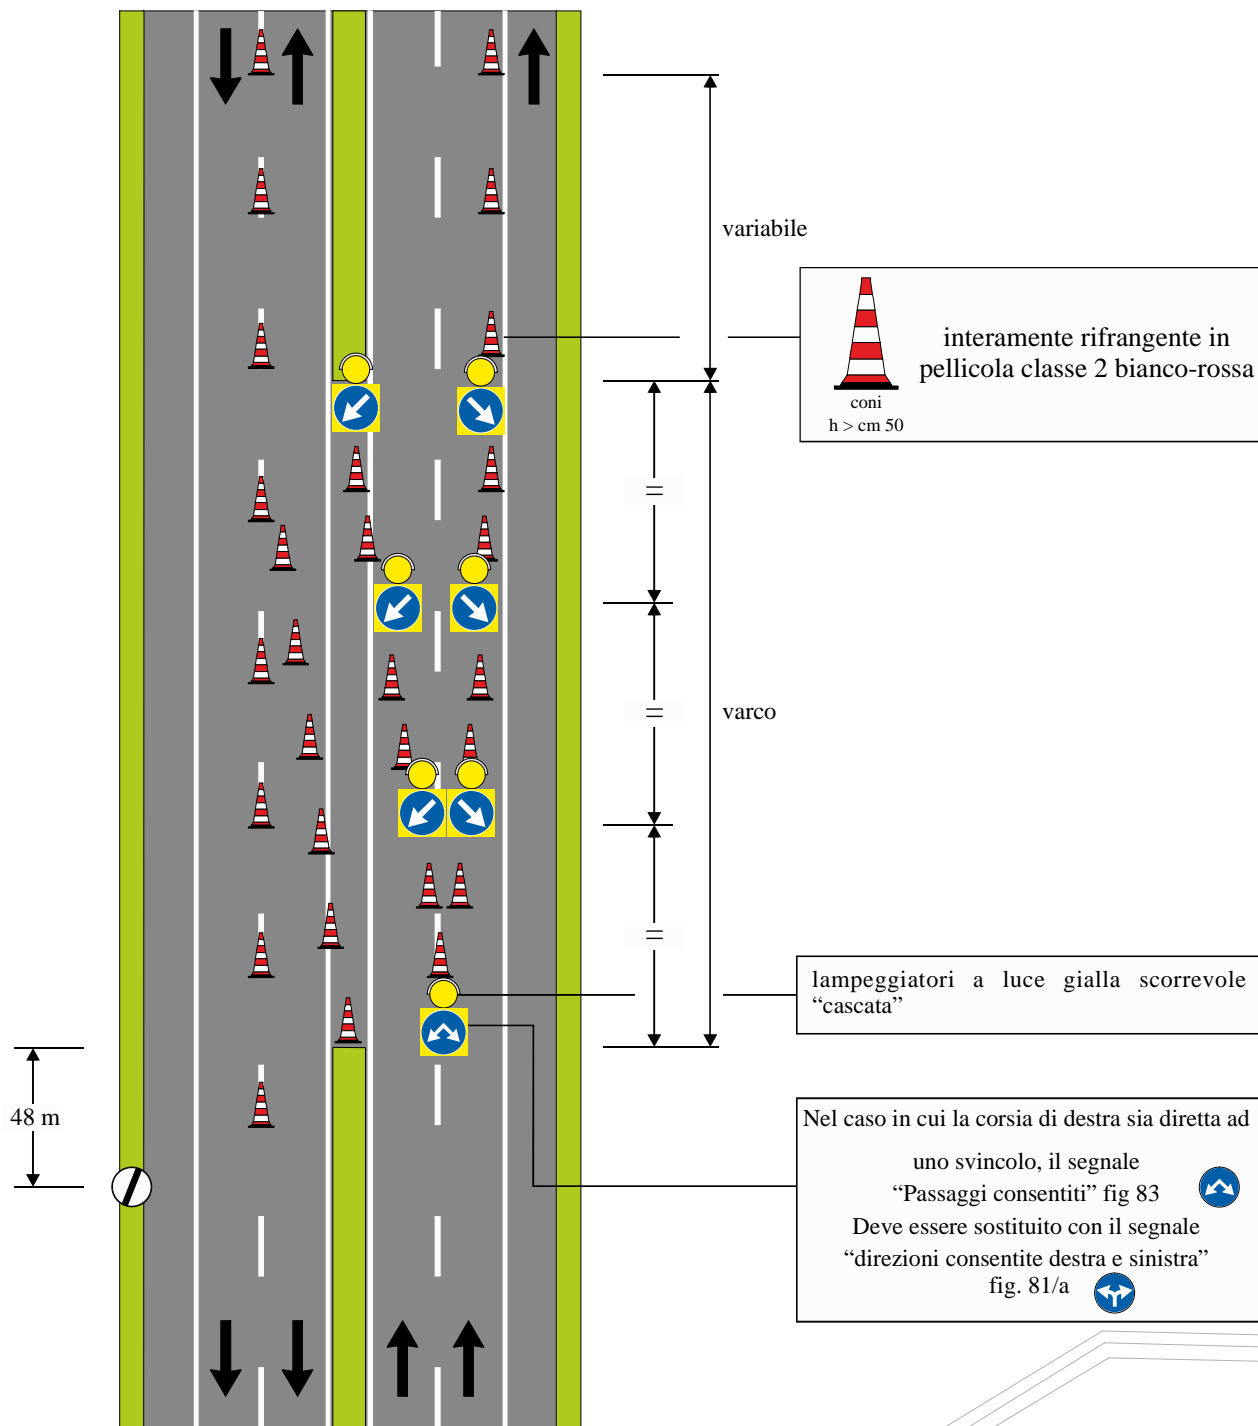 variabile
interamente rifrangente in
pellicola classe 2 bianco-rossa
coni
h > cm 50
=
=
varco
=
lampeggiatori a luce gialla scorrevole
“cascata”
48 m
Nel caso in cui la corsia di destra sia diretta ad
uno svincolo, il segnale
“Passaggi consentiti” fig 83
Deve essere sostituito con il segnale
“direzioni consentite destra e sinistra”
fig. 81/a